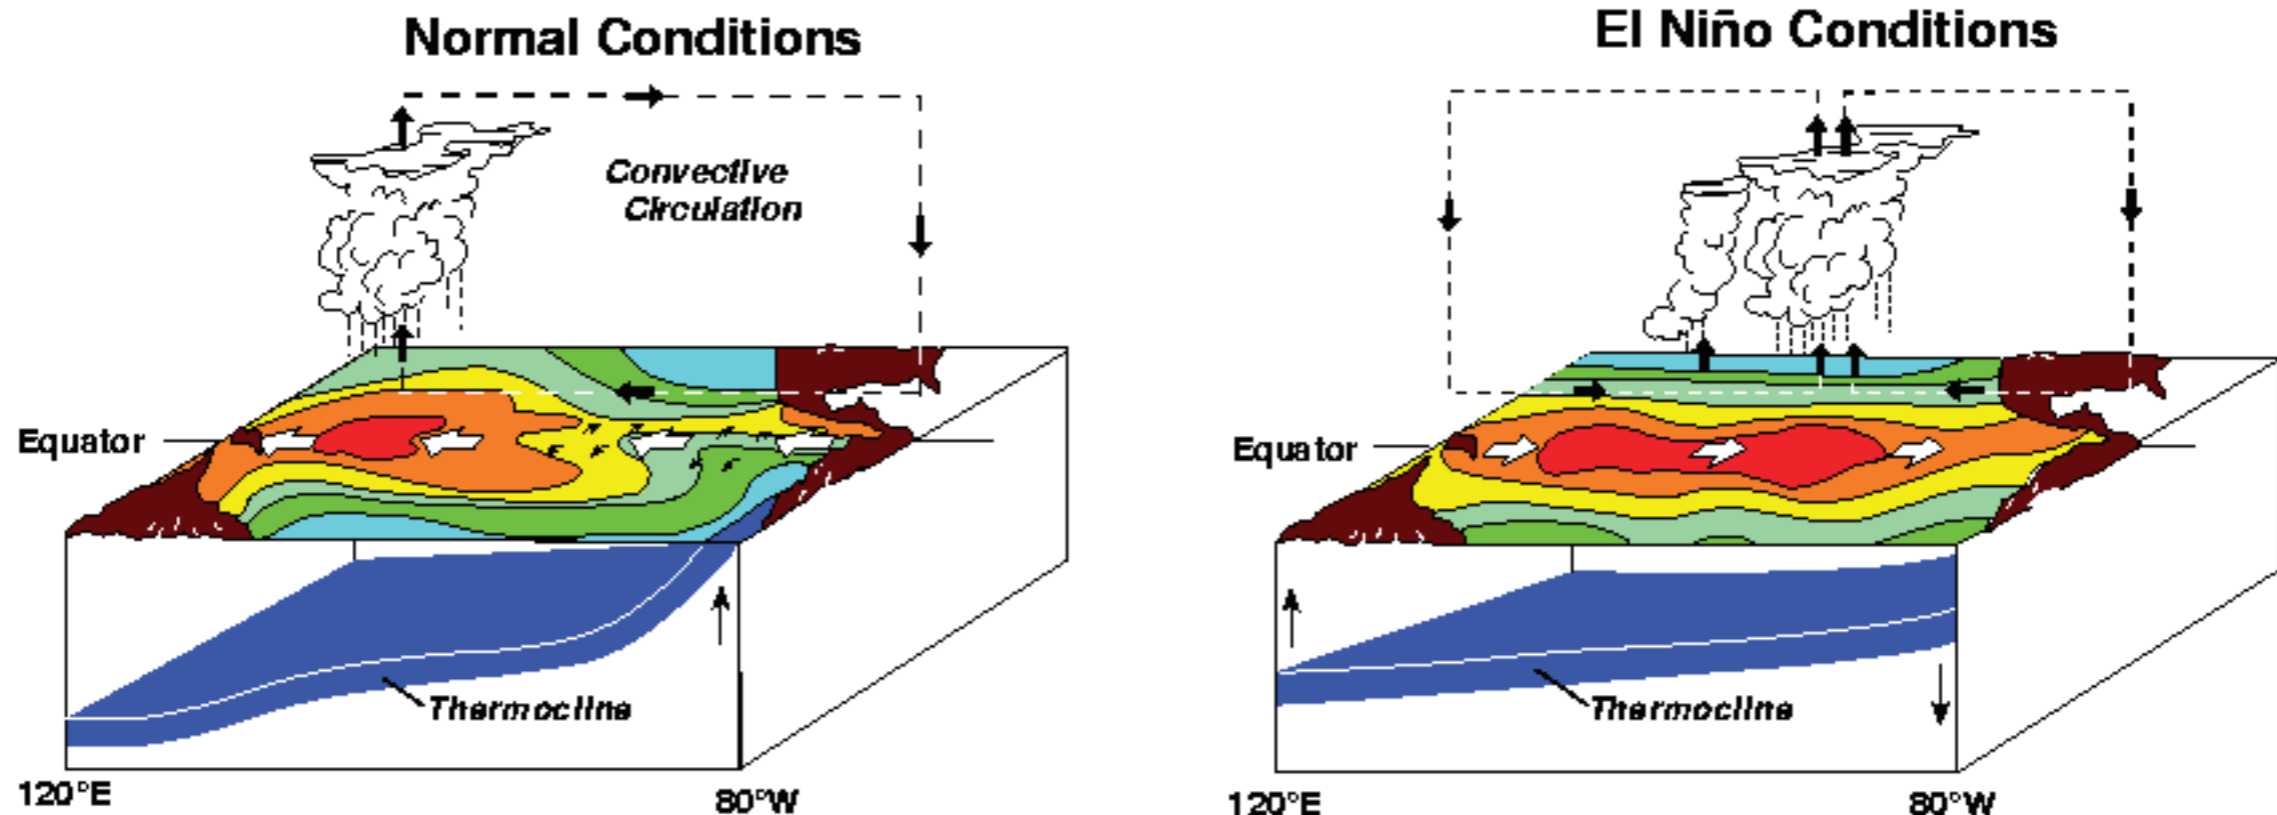 Normal Conditions
Convective
Circulation
Equator
Thermocline
120°E
80°W
El Niño Conditions
Equator
Thermocline
120°E
80°W